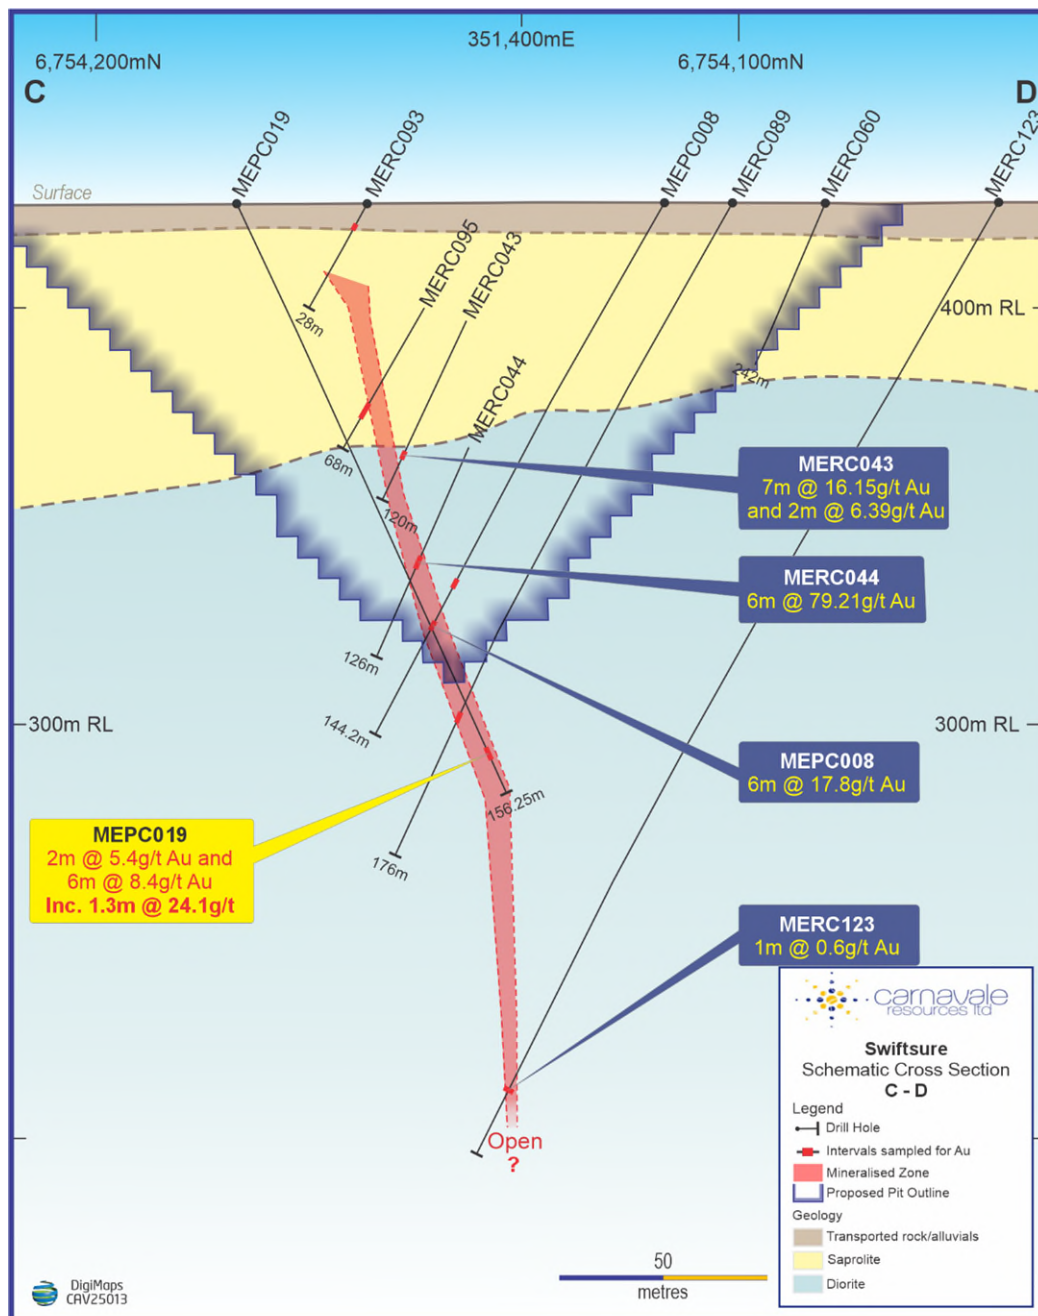 351,400mE
6,754,200mN
6,754,100mN
C
D
MEPC019
MERC093
MEPC008
MERC089
MERC060
MERC123
Surface
MERC095
MERC043
28m
400m RL
242m
MERC044
68m
MERC043
7m @ 16.15g/t Au
and 2m @ 6.39g/t Au
120m
MERC044
6m @ 79.21g/t Au
126m
144.2m
300m RL
300m RL
MEPC008
6m @ 17.8g/t Au
156.25m
MEPC019
2m @ 5.4g/t Au and
6m @ 8.4g/t Au
Inc. 1.3m @ 24.1g/t
176m
MERC123
1m @ 0.6g/t Au
Open
?
carnavale
resources ltd
Swiftsure
Schematic Cross Section
C - D
Legend
Drill Hole
Intervals sampled for Au
Mineralised Zone
Proposed Pit Outline
Geology
Transported rock/alluvials
Saprolite
Diorite
50
metres
DigiMaps
CAV25013